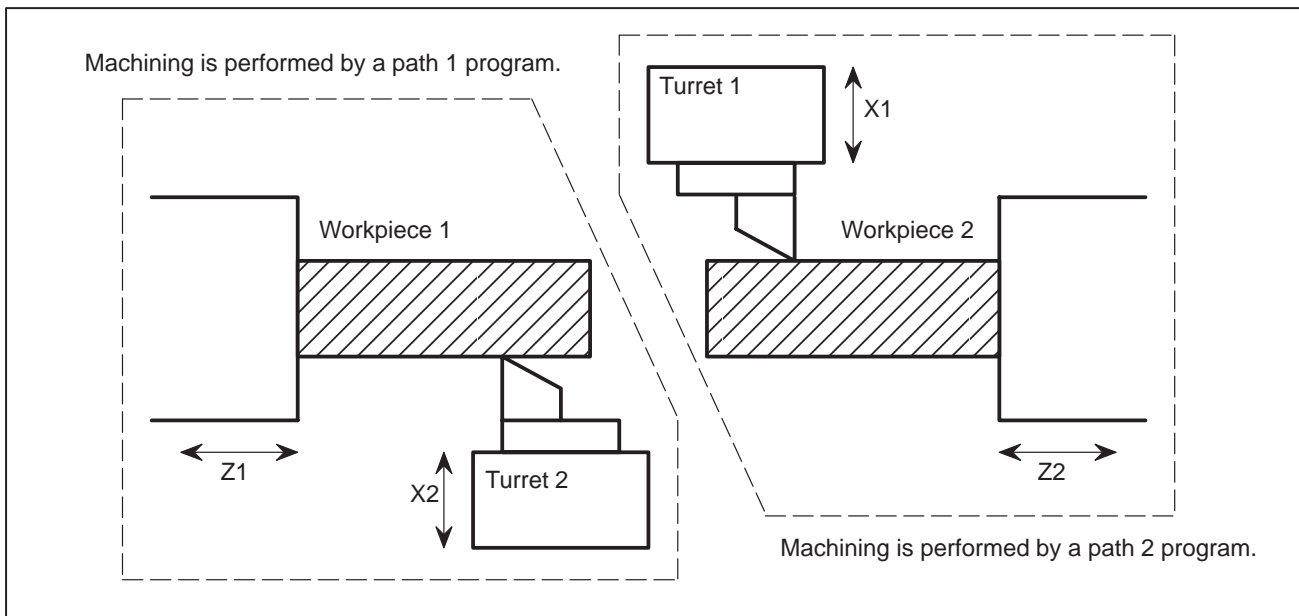 Machining is performed by a path 1 program.
Turret 1
X1
Workpiece 1
Workpiece 2
Z1
X2
Turret 2
Z2
Machining is performed by a path 2 program.